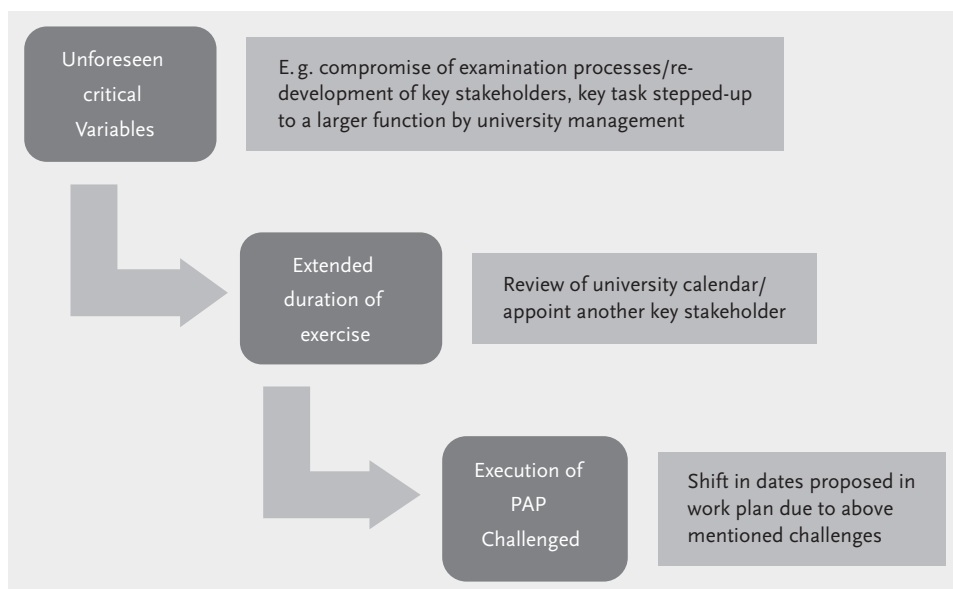 Unforeseen
critical
Variables
E. g. compromise of examination processes/re-
development of key stakeholders, key task stepped-up
to a larger function by university management
Extended
duration of
exercise
Review of university calendar/
appoint another key stakeholder
Execution of
PAP
Challenged
Shift in dates proposed in
work plan due to above
mentioned challenges